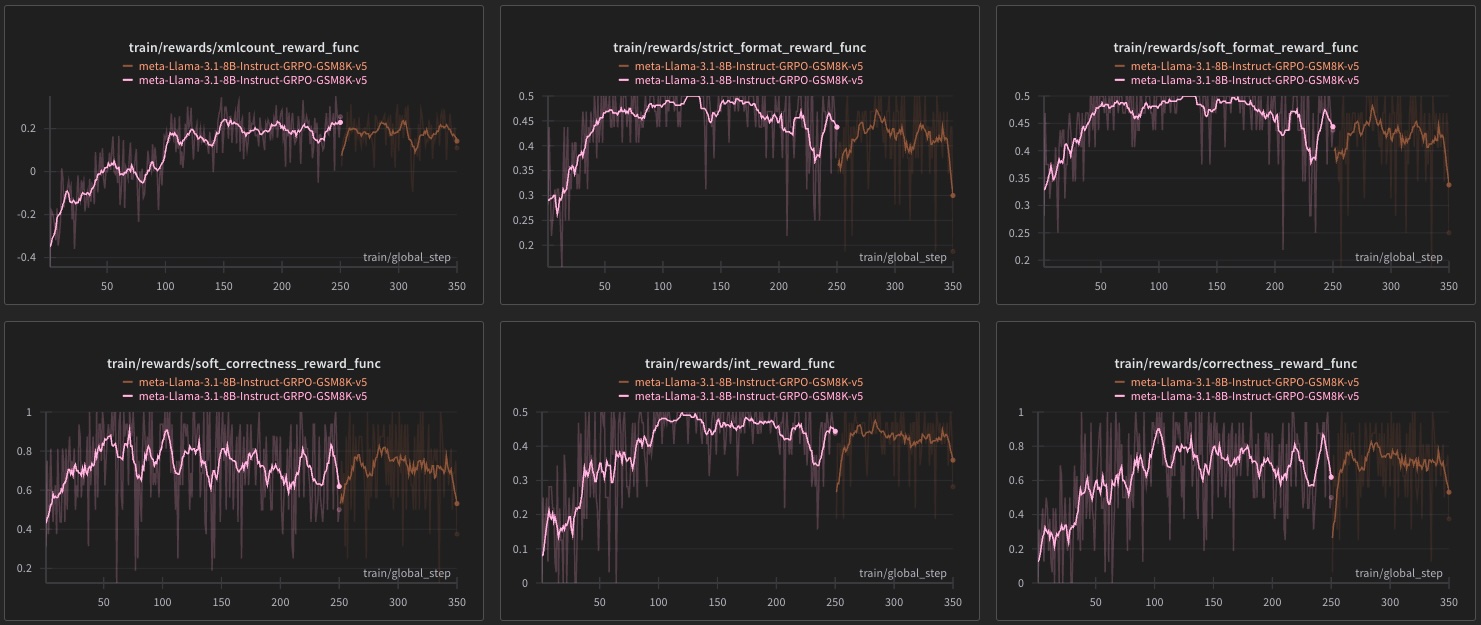 train/rewards/xmlcount_reward_func
meta-Llama-3.1-8B-Instruct-GRPO-GSM8K-v5
meta-Llama-3.1-8B-Instruct-GRPO-GSM8K-v5
0.2
0
-0.2
-0.4
train/global_step
50 100 150 200 250 300 350
train/rewards/strict_format_reward_func
meta-Llama-3.1-8B-Instruct-GRPO-GSM8K-v5
meta-Llama-3.1-8B-Instruct-GRPO-GSM8K-v5
0.5
0.45
0.4
0.35
0.3
0.25
0.2
train/global_step
50 100 150 200 250 300 350
train/rewards/soft_format_reward_func
meta-Llama-3.1-8B-Instruct-GRPO-GSM8K-v5
meta-Llama-3.1-8B-Instruct-GRPO-GSM8K-v5
0.5
0.45
0.4
0.35
0.3
0.25
0.2
train/global_step
50 100 150 200 250 300 350
train/rewards/soft_correctness_reward_func
meta-Llama-3.1-8B-Instruct-GRPO-GSM8K-v5
meta-Llama-3.1-8B-Instruct-GRPO-GSM8K-v5
1
0.8
0.6
0.4
0.2
train/global_step
50 100 150 200 250 300 350
train/rewards/int_reward_func
meta-Llama-3.1-8B-Instruct-GRPO-GSM8K-v5
meta-Llama-3.1-8B-Instruct-GRPO-GSM8K-v5
0.5
0.4
0.3
0.2
0.1
0
train/global_step
50 100 150 200 250 300 350
train/rewards/correctness_reward_func
meta-Llama-3.1-8B-Instruct-GRPO-GSM8K-v5
meta-Llama-3.1-8B-Instruct-GRPO-GSM8K-v5
1
0.8
0.6
0.4
0.2
0
train/global_step
50 100 150 200 250 300 350